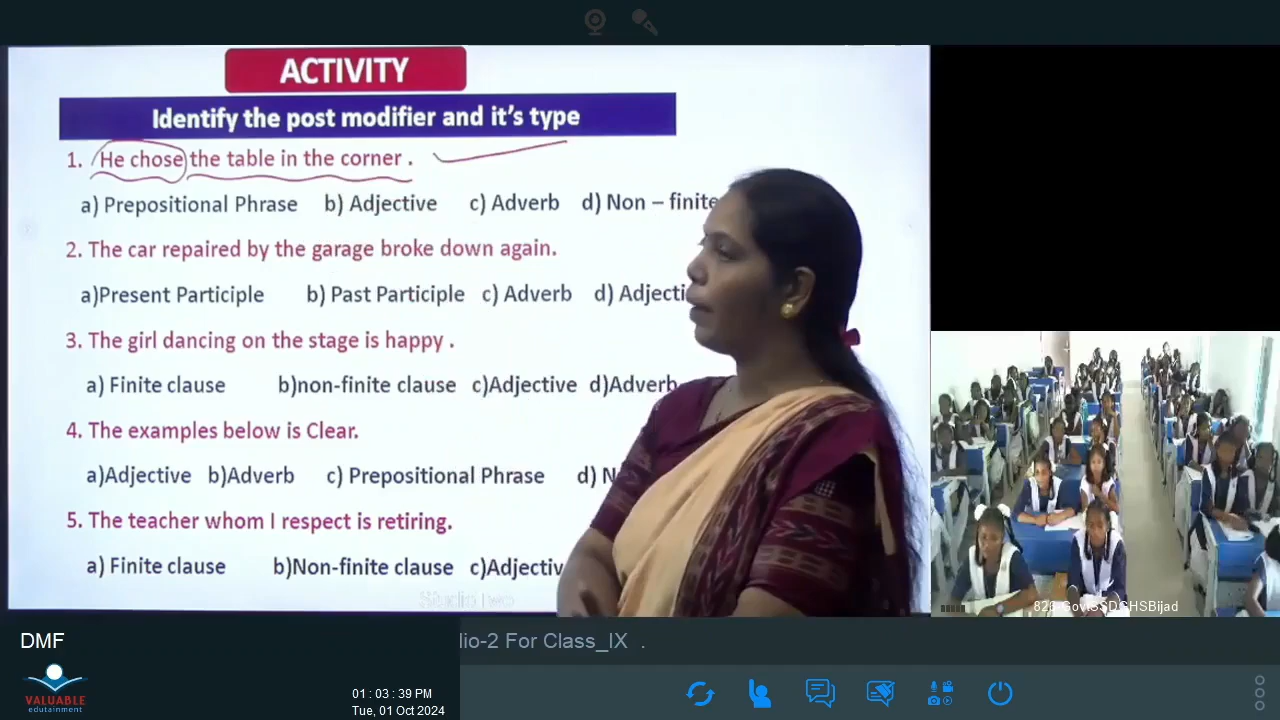 ACTIVITY
Identify the post modifier and it's type
1. He chose the table in the corner .
a) Prepositional Phrase b) Adjective c) Adverb d) Non – finite
2. The car repaired by the garage broke down again.
a)Present Participle b) Past Participle c) Adverb d) Adjecti
3. The girl dancing on the stage is happy .
a) Finite clause b)non-finite clause c)Adjective d)Adverb
4. The examples below is Clear.
a)Adjective b)Adverb c) Prepositional Phrase d) N
5. The teacher whom I respect is retiring.
a) Finite clause b)Non-finite clause c)Adjectiv
Studio two
DMF
dio-2 For Class_IX .
VALUABLE
edutainment
01 : 03 : 39 PM
Tue, 01 Oct 2024